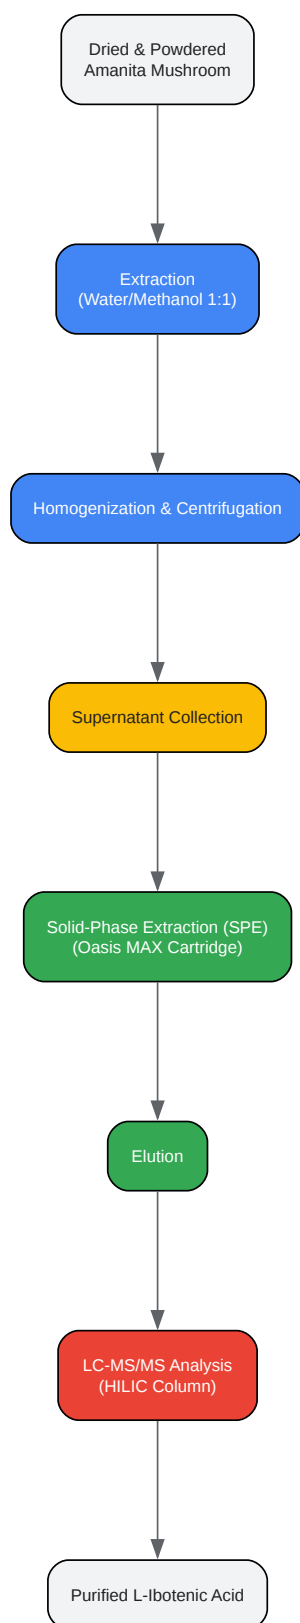 Dried & Powdered
Amanita Mushroom
Extraction
(Water/Methanol 1:1)
Homogenization & Centrifugation
Supernatant Collection
Solid-Phase Extraction (SPE)
(Oasis MAX Cartridge)
Elution
LC-MS/MS Analysis
(HILIC Column)
Purified L-Ibotenic Acid